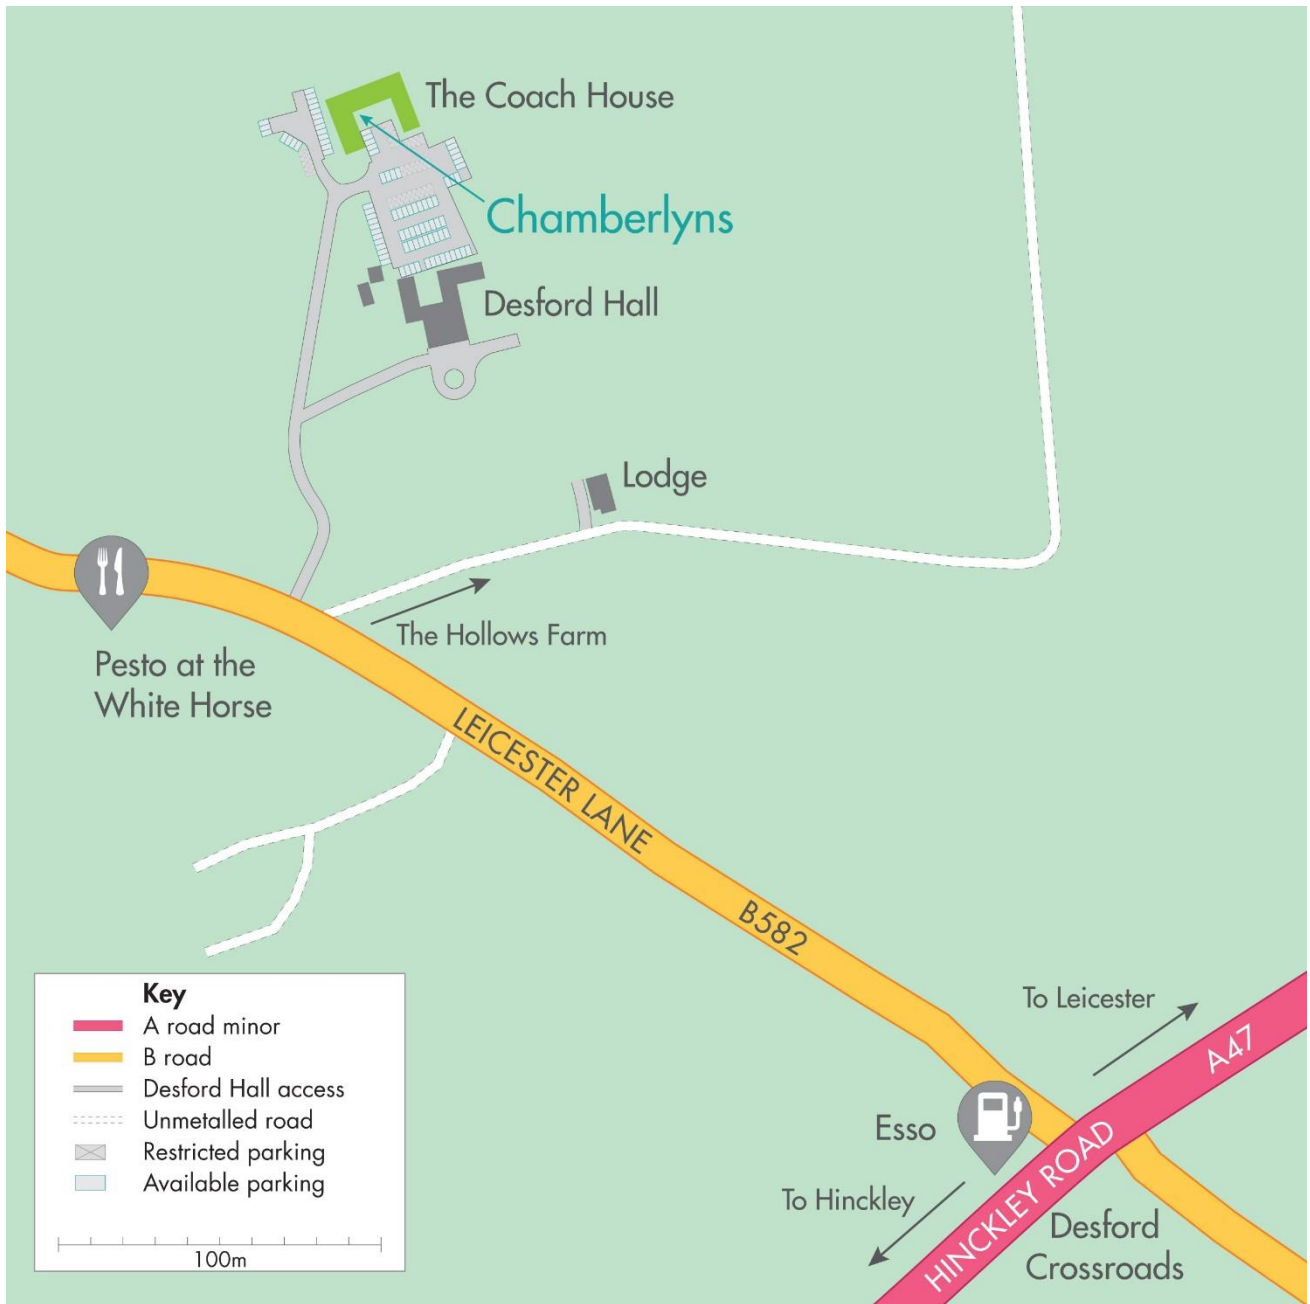 The Coach House
Chamberlyns
Desford Hall
Lodge
The Hollows Farm
Pesto at the
White Horse
LEICESTER LANE
B582
To Leicester
A47
Esso
HINCKLEY ROAD
To Hinckley
Desford
Crossroads
Key
A road minor
B road
Desford Hall access
Unmetalled road
Restricted parking
Available parking
100m